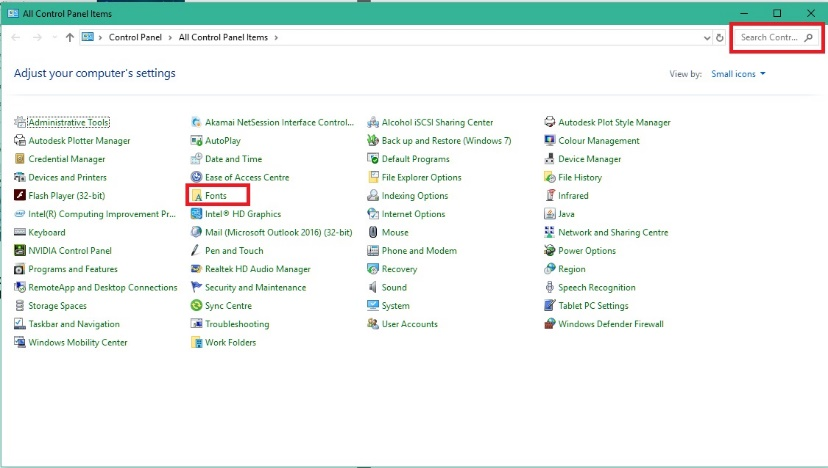 All Control Panel Items
Control Panel > All Control Panel Items >
Search Contr...
Adjust your computer's settings
View by: Small icons
Administrative Tools
Akamai NetSession Interface Control...
Alcohol iSCSI Sharing Center
Autodesk Plot Style Manager
Autodesk Plotter Manager
AutoPlay
Back up and Restore (Windows 7)
Colour Management
Credential Manager
Date and Time
Default Programs
Device Manager
Devices and Printers
Ease of Access Centre
File Explorer Options
File History
Flash Player (32-bit)
Fonts
Indexing Options
Infrared
Intel(R) Computing Improvement Pr...
Intel® HD Graphics
Internet Options
Java
Keyboard
Mail (Microsoft Outlook 2016) (32-bit)
Mouse
Network and Sharing Centre
NVIDIA Control Panel
Pen and Touch
Phone and Modem
Power Options
Programs and Features
Realtek HD Audio Manager
Recovery
Region
RemoteApp and Desktop Connections
Security and Maintenance
Sound
Speech Recognition
Storage Spaces
Sync Centre
System
Tablet PC Settings
Taskbar and Navigation
Troubleshooting
User Accounts
Windows Defender Firewall
Windows Mobility Center
Work Folders